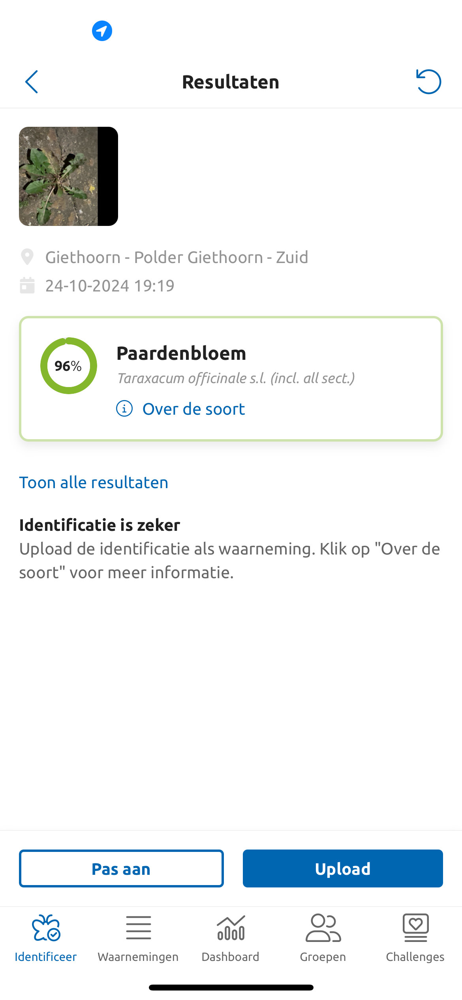 Resultaten
Giethoorn - Polder Giethoorn - Zuid
24-10-2024 19:19
96%
Paardenbloem
Taraxacum officinale s.l. (incl. all sect.)
Over de soort
Toon alle resultaten
Identificatie is zeker
Upload de identificatie als waarneming. Klik op "Over de
soort" voor meer informatie.
Pas aan
Upload
Identificeer
Waarnemingen
Dashboard
Groepen
Challenges